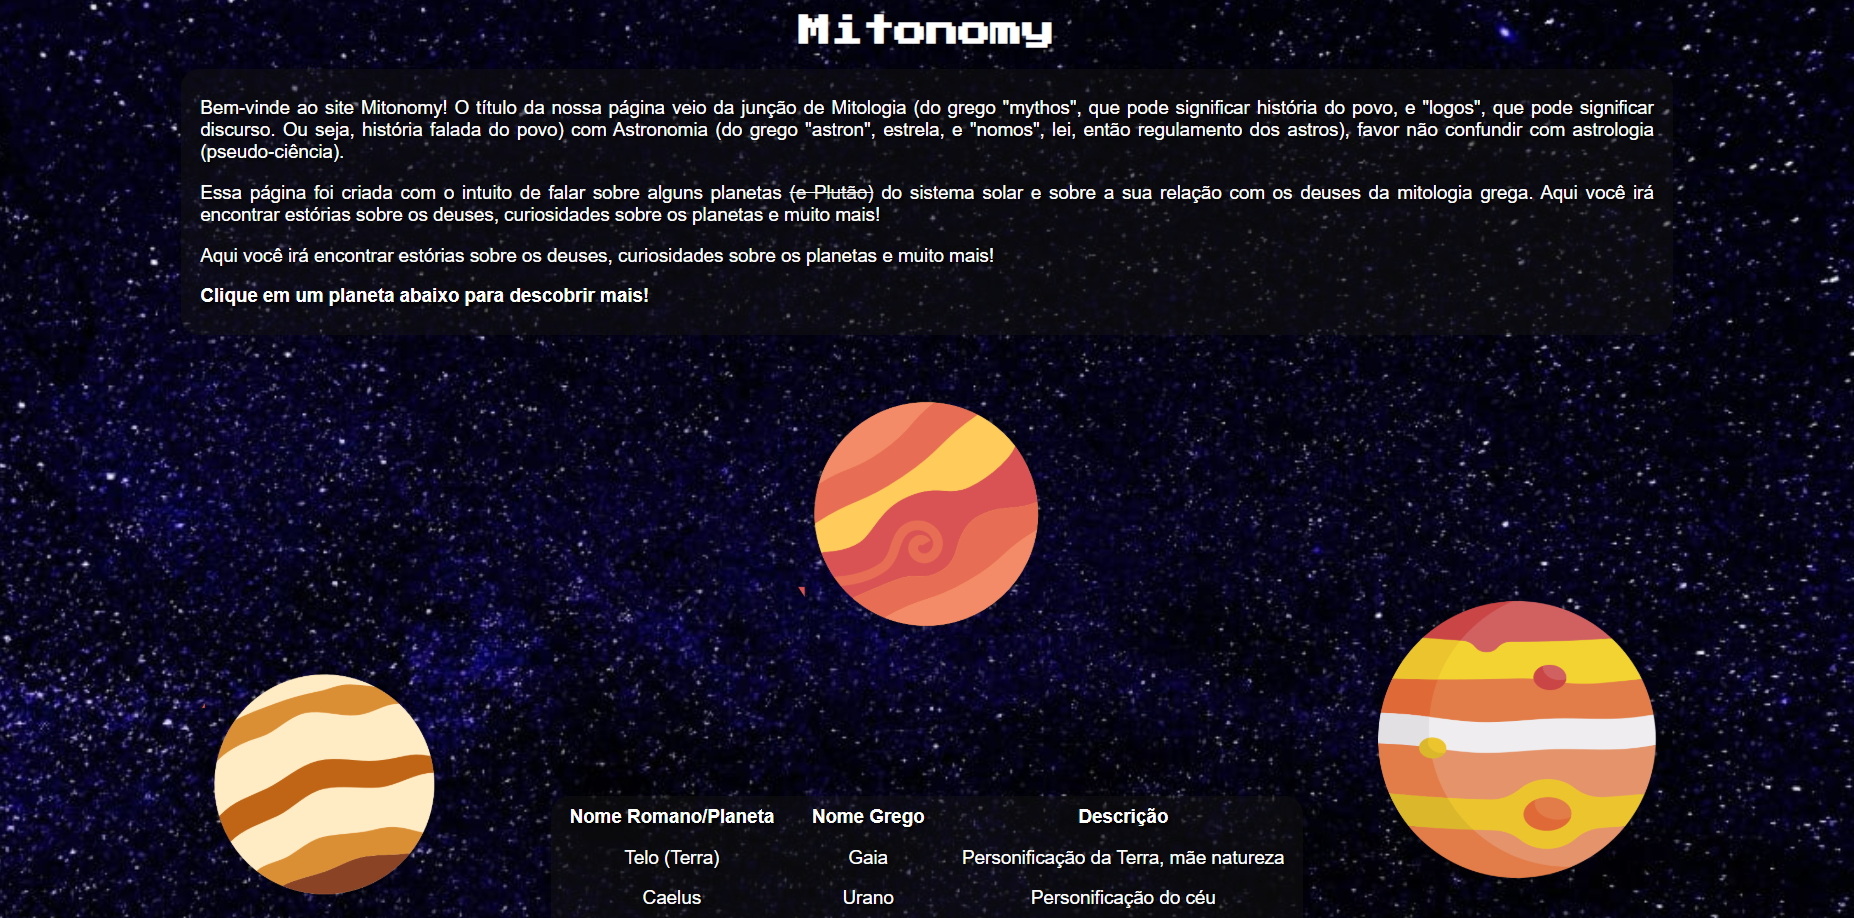 Mitonomy
Bem-vinde ao site Mitonomy! O título da nossa página veio da junção de Mitologia (do grego "mythos", que pode significar história do povo, e "logos", que pode significar
discurso. Ou seja, história falada do povo) com Astronomia (do grego "astron", estrela, e "nomos", lei, então regulamento dos astros), favor não confundir com astrologia
(pseudo-ciência).
Essa página foi criada com o intuito de falar sobre alguns planetas (e Plutão) do sistema solar e sobre a sua relação com os deuses da mitologia grega. Aqui você irá
encontrar estórias sobre os deuses, curiosidades sobre os planetas e muito mais!
Aqui você irá encontrar estórias sobre os deuses, curiosidades sobre os planetas e muito mais!
Clique em um planeta abaixo para descobrir mais!
Nome Romano/Planeta Nome Grego Descrição
Telo (Terra) Gaia Personificação da Terra, mãe natureza
Caelus Urano Personificação do céu